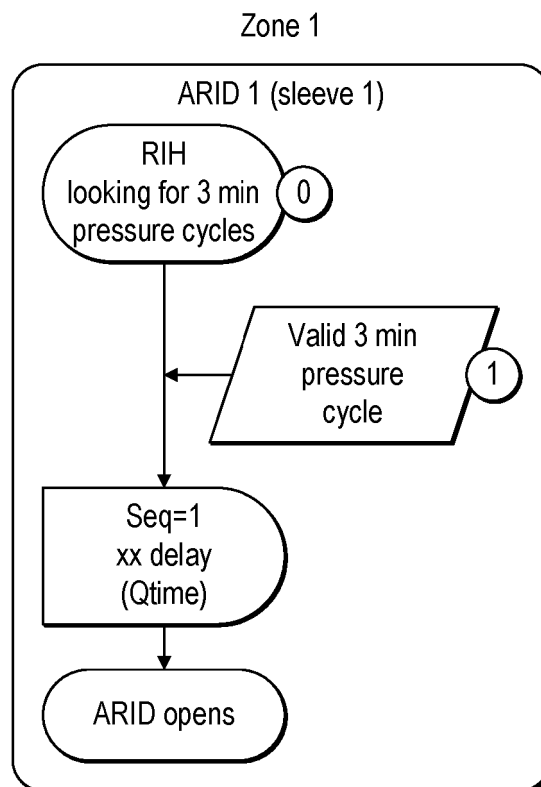 Zone 1
ARID 1 (sleeve 1)
RIH
looking for 3 min
pressure cycles
0
Valid 3 min
pressure
cycle
1
Seq=1
xx delay
(Qtime)
ARID opens